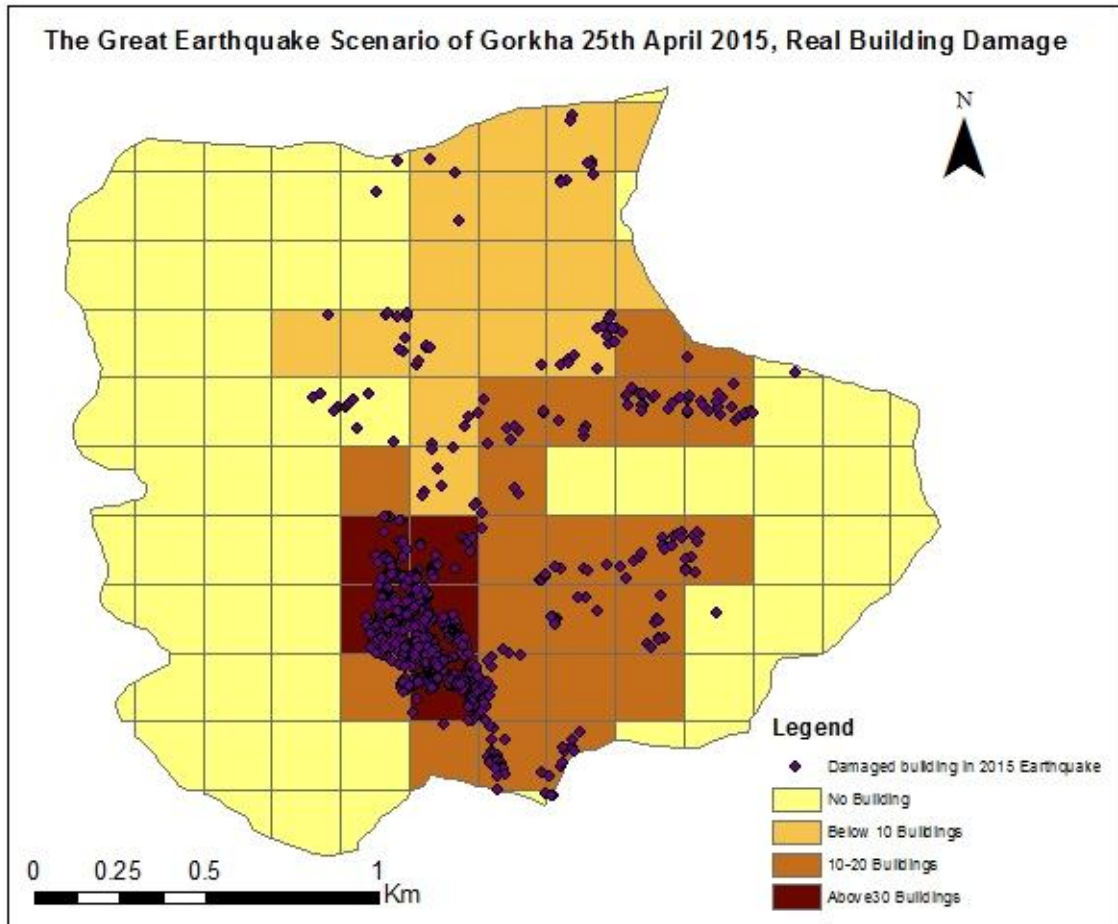 The Great Earthquake Scenario of Gorkha 25th April 2015, Real Building Damage
N
Legend
Damaged building in 2015 Earthquake
No Building
Below 10 Buildings
10-20 Buildings
Above30 Buildings
0 0.25 0.5 1
Km